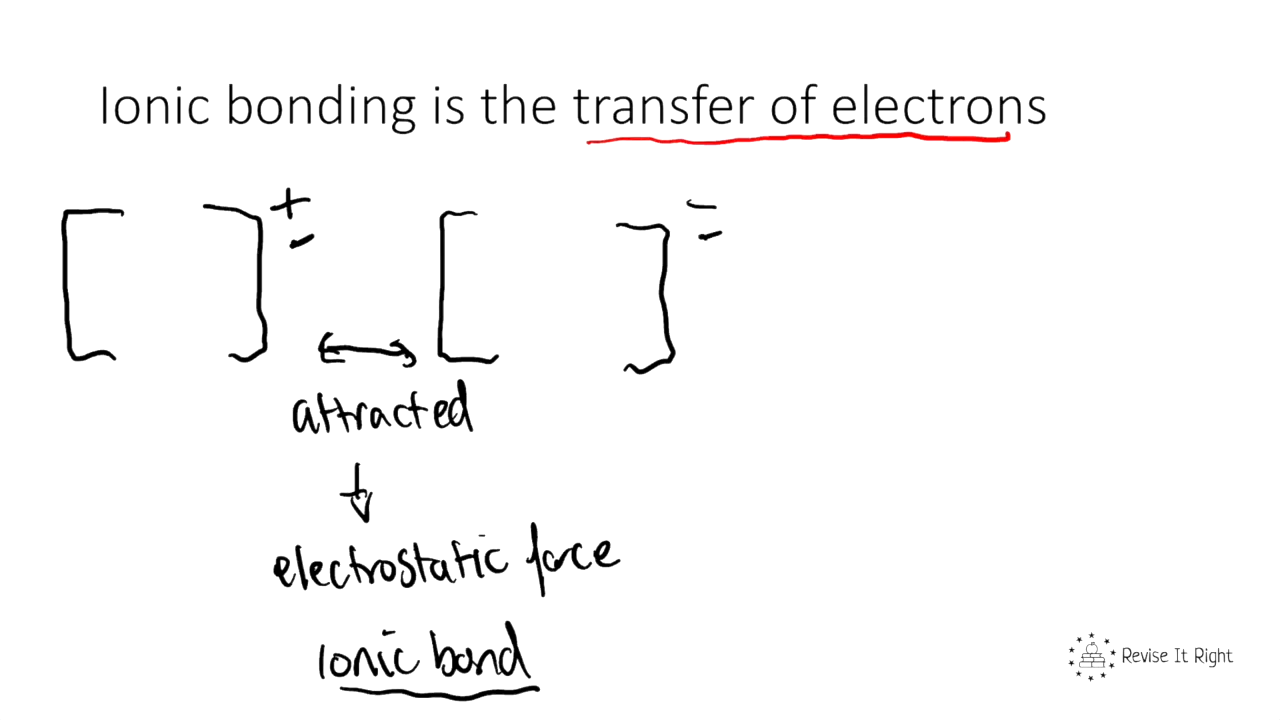 Ionic bonding is the transfer of electrons
[ ]+ [ ]-
- -
attracted
electrostatic force
Ionic bond
Revise It Right